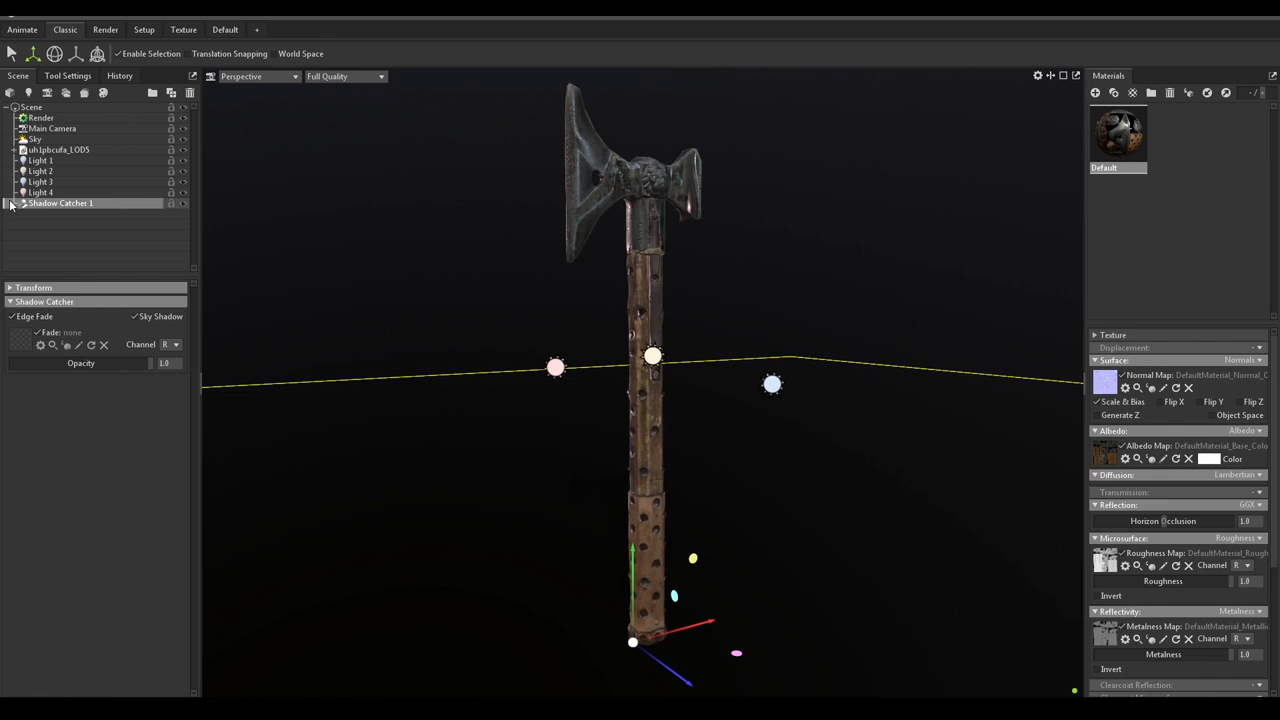 Animate Classic Render Setup Texture Default +
Enable Selection Translation Snapping World Space
Scene Tool Settings History
Perspective Full Quality
Materials
Scene
Render
Main Camera
Sky
uh1pbcufa_LOD5
Light 1
Light 2
Light 3
Light 4
Shadow Catcher 1
Default
Transform
Shadow Catcher
Edge Fade Sky Shadow
Fade: none
Channel R
Opacity 1.0
Texture
Displacement:
Surface: Normals
Normal Map: DefaultMaterial_Normal_O
Scale & Bias Flip X Flip Y Flip Z
Generate Z Object Space
Albedo: Albedo
Albedo Map: DefaultMaterial_Base_Colo
Color
Diffusion: Lambertian
Transmission:
Reflection: GGX
Horizon Occlusion 1.0
Microsurface: Roughness
Roughness Map: DefaultMaterial_Rough
Channel R
Roughness 1.0
Invert
Reflectivity: Metalness
Metalness Map: DefaultMaterial_Metallic
Channel R
Metalness 1.0
Invert
Clearcoat Reflection: